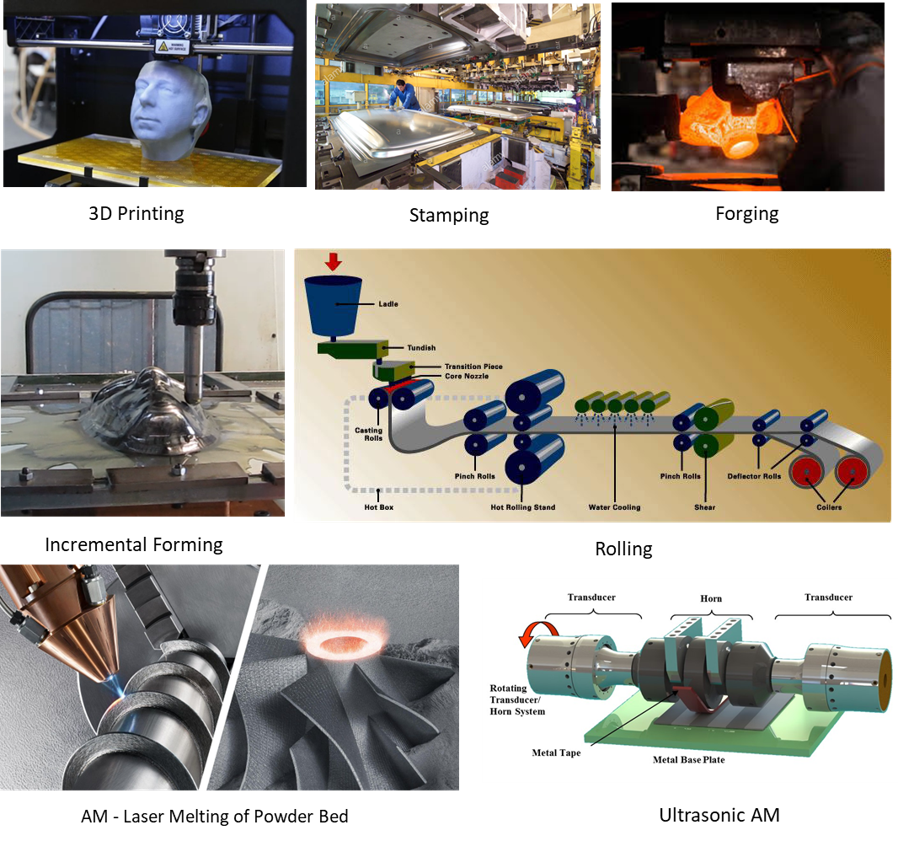 3D Printing
Stamping
Forging
Ladle
Tundish
Transition Piece
Core Nozzle
Casting
Rolls
Pinch Rolls
Pinch Rolls
Deflector Rolls
Hot Box
Hot Rolling Stand
Water Cooling
Shear
Coilers
Incremental Forming
Rolling
Transducer
Horn
Transducer
Rotating
Transducer/
Horn System
Metal Tape
Metal Base Plate
AM - Laser Melting of Powder Bed
Ultrasonic AM